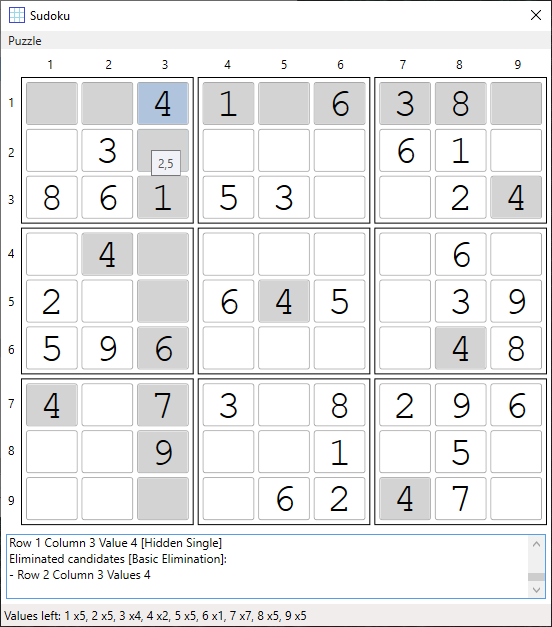 Sudoku
Puzzle
1 2 3 4 5 6 7 8 9
1 4 1 6 3 8
2 3 6 1
2,5
3 8 6 1 5 3 2 4
4 4 6
5 2 6 4 5 3 9
6 5 9 6 4 8
7 4 7 3 8 2 9 6
8 9 1 5
9 6 2 4 7
Row 1 Column 3 Value 4 [Hidden Single]
Eliminated candidates [Basic Elimination]:
- Row 2 Column 3 Values 4
Values left: 1 x5, 2 x5, 3 x4, 4 x2, 5 x5, 6 x1, 7 x7, 8 x5, 9 x5